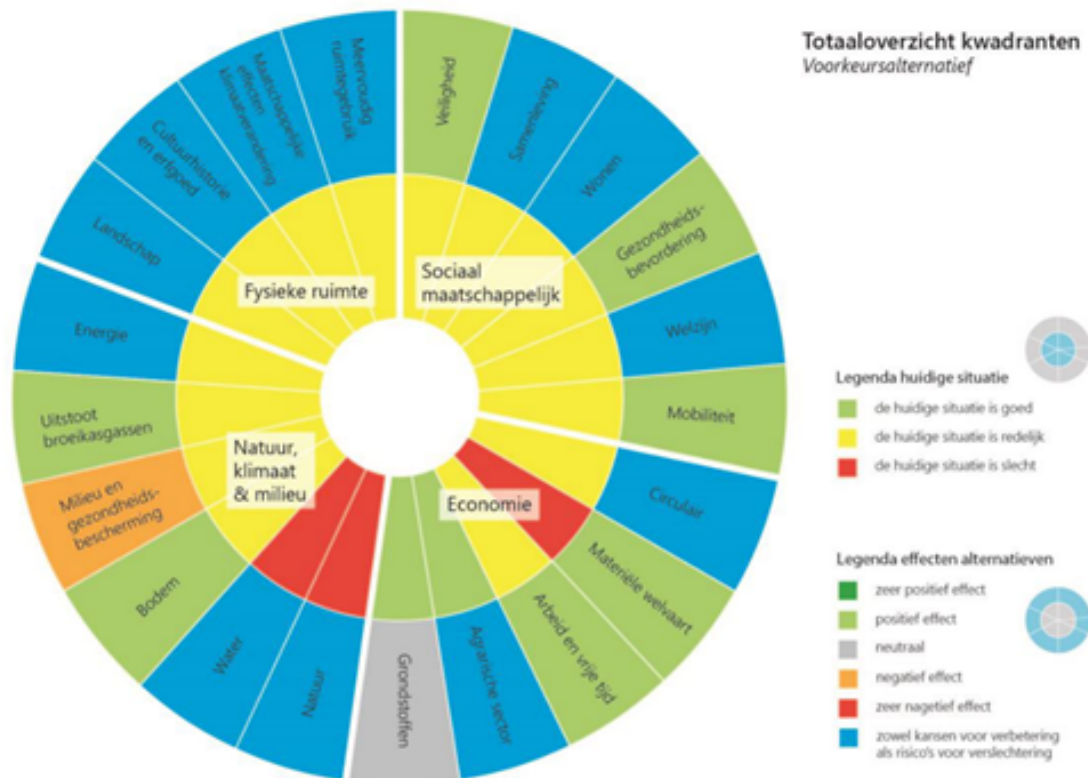 Totaaloverzicht kwadranten
Voorkeursalternatief
Veiligheid
Samenleving
Wonen
Gezondheids-
bevordering
Welzijn
Mobiliteit
Circulair
Materiële welvaart
Arbeid en vrije tijd
Agrarische sector
Grondstoffen
Natuur
Water
Bodem
Milieu en
gezondheids-
bescherming
Uitstoot
broeikasgassen
Energie
Landschap
Cultuurhistorie
en erfgoed
Maatschappelijke
effecten
klimaatverandering
Meervoudig
ruimtegebruik
Fysieke ruimte
Sociaal
maatschappelijk
Natuur,
klimaat
& milieu
Economie
Legenda huidige situatie
de huidige situatie is goed
de huidige situatie is redelijk
de huidige situatie is slecht
Legenda effecten alternatieven
zeer positief effect
positief effect
neutraal
negatief effect
zeer nagetief effect
zowel kansen voor verbetering
als risico's voor verslechtering